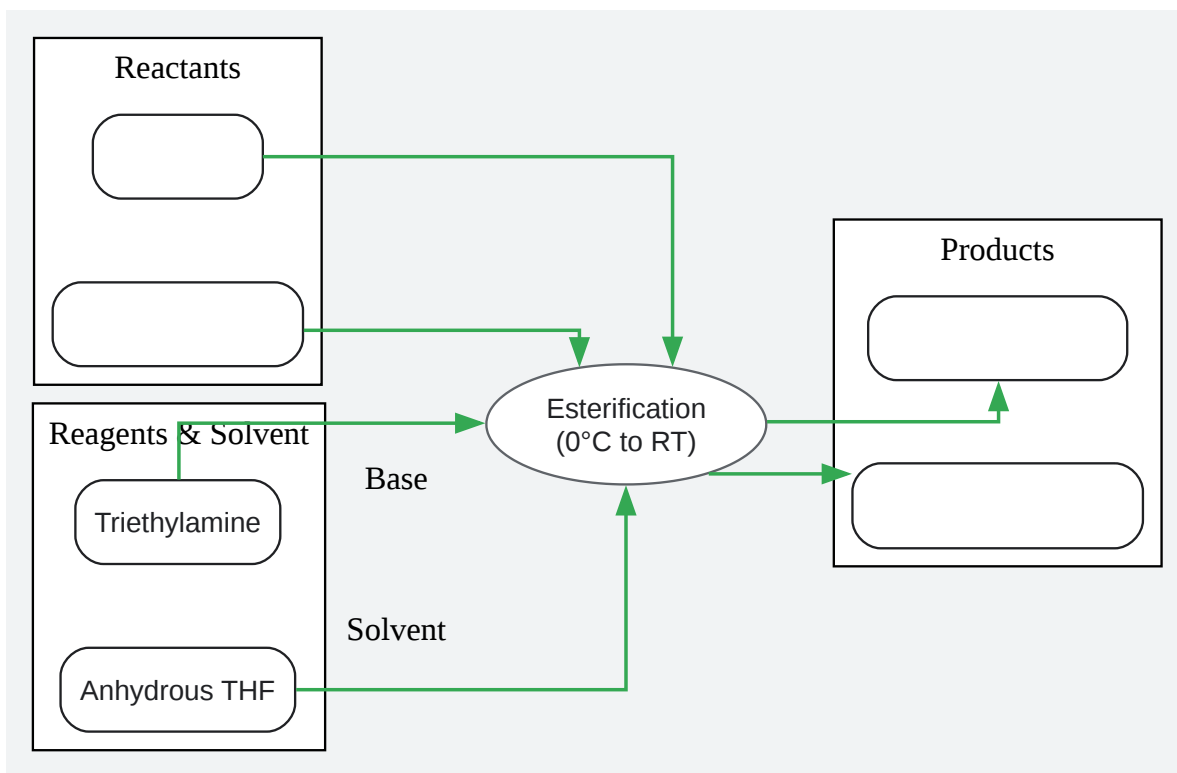 Reactants
Products
Esterification
(0°C to RT)
Reagents & Solvent
Base
Triethylamine
Solvent
Anhydrous THF